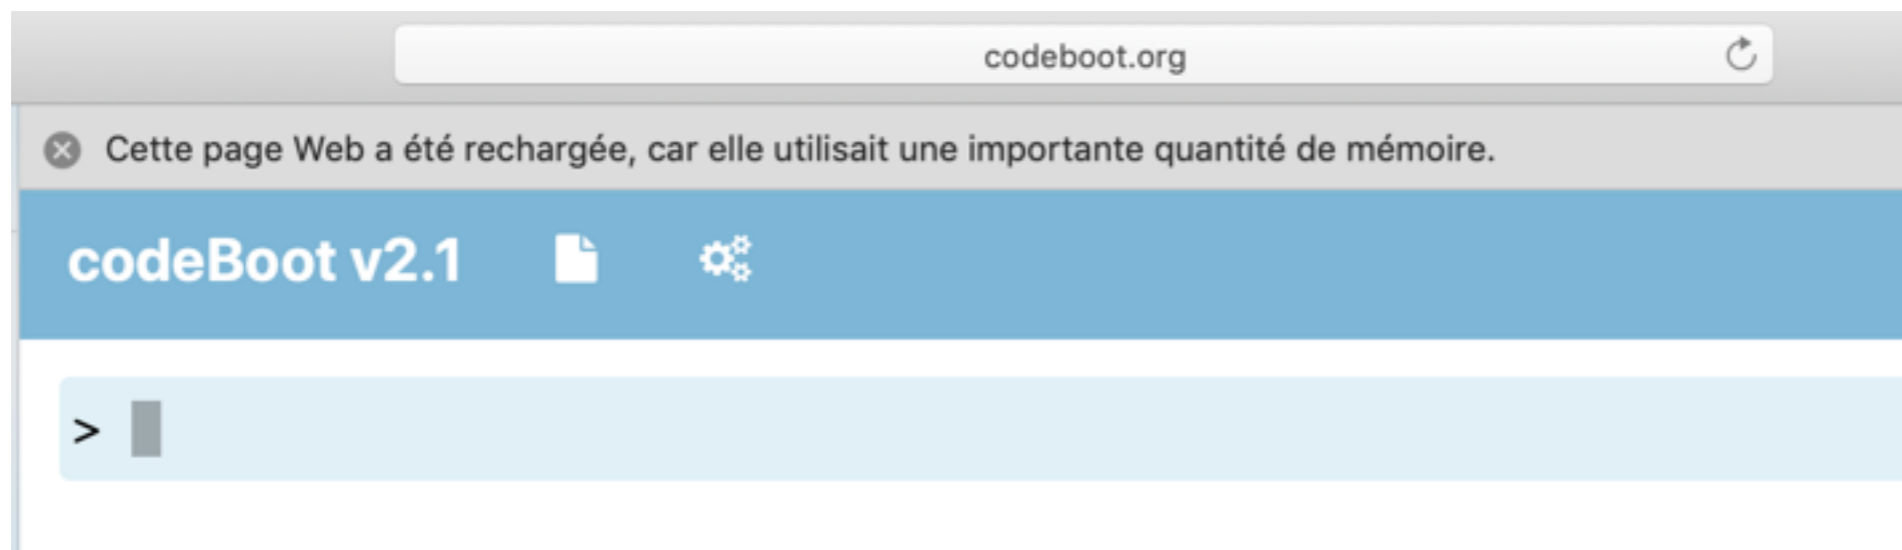 codeboot.org
Cette page Web a été rechargée, car elle utilisait une importante quantité de mémoire.
codeBoot v2.1
>